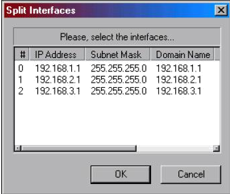 Split Interfaces
Please, select the interfaces...
# IP Address Subnet Mask Domain Name
0 192.168.1.1 255.255.255.0 192.168.1.1
1 192.168.2.1 255.255.255.0 192.168.2.1
2 192.168.3.1 255.255.255.0 192.168.3.1
OK Cancel